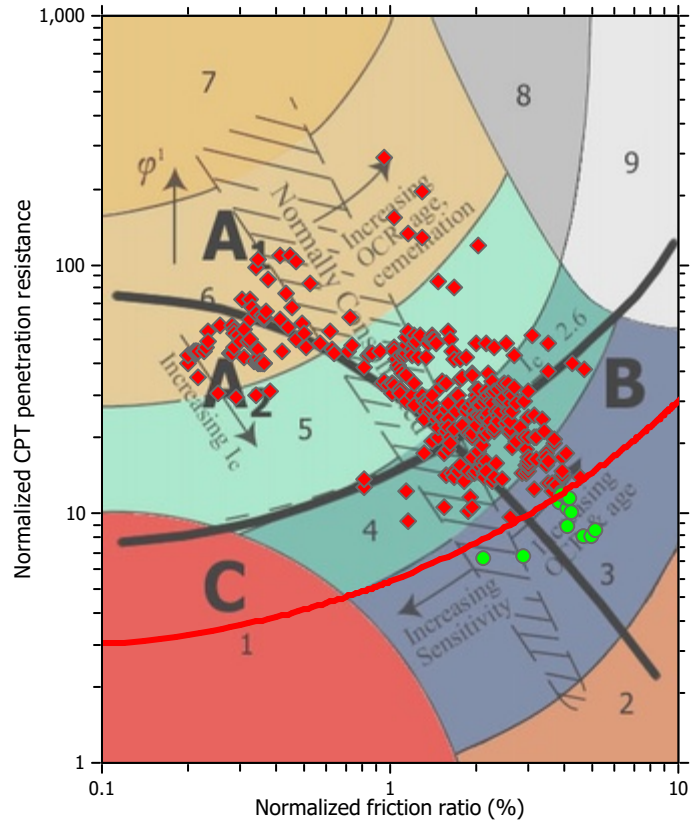 1,000
7
8
9
φ¹
A1
Normally Consolidated
Increasing
OCR, age,
cementation
100
6
Ic = 2.6
A2
B
Increasing Ic
5
10
4
C
Increasing
OCR & age
3
Increasing
Sensitivity
1
2
1
0.1
1
10
Normalized friction ratio (%)
Normalized CPT penetration resistance